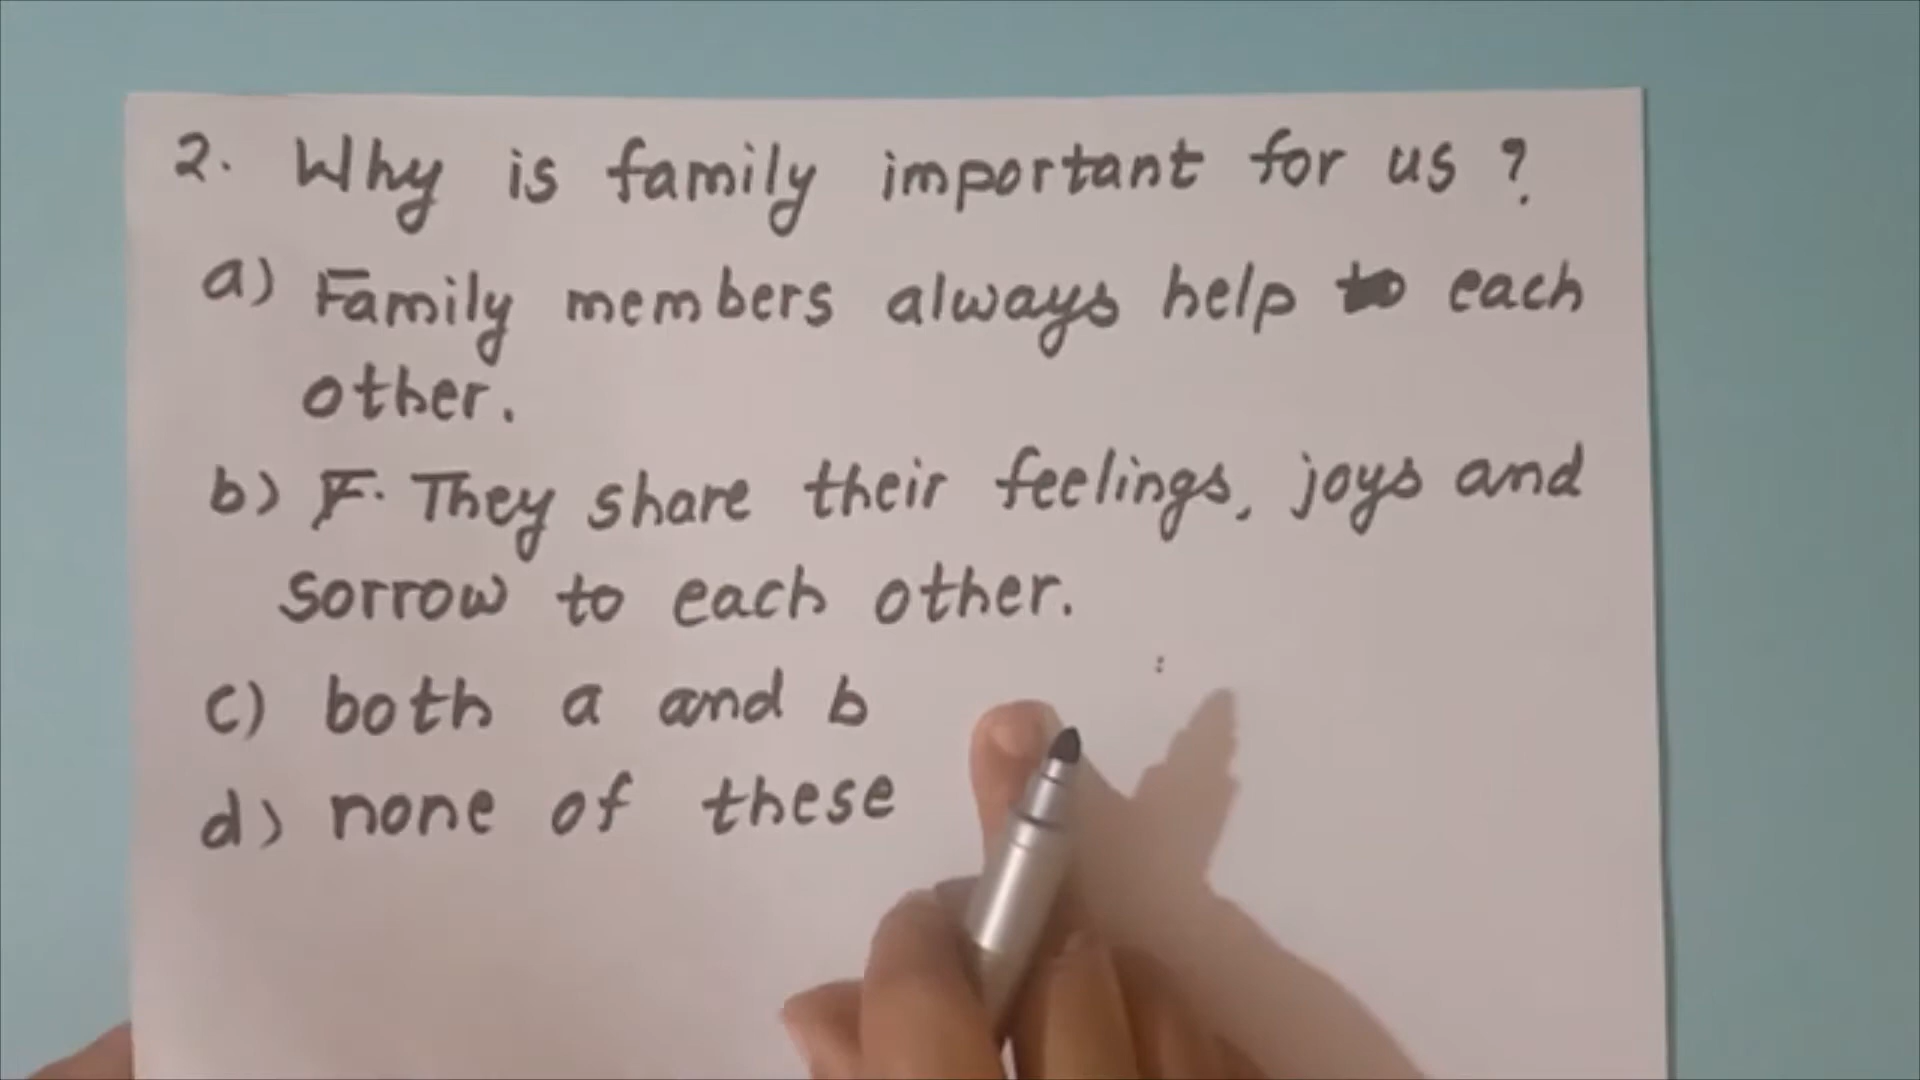 2. Why is family important for us ?
a) Family members always help to each
other.
b) F. They share their feelings, joys and
sorrow to each other.
c) both a and b
d) none of these